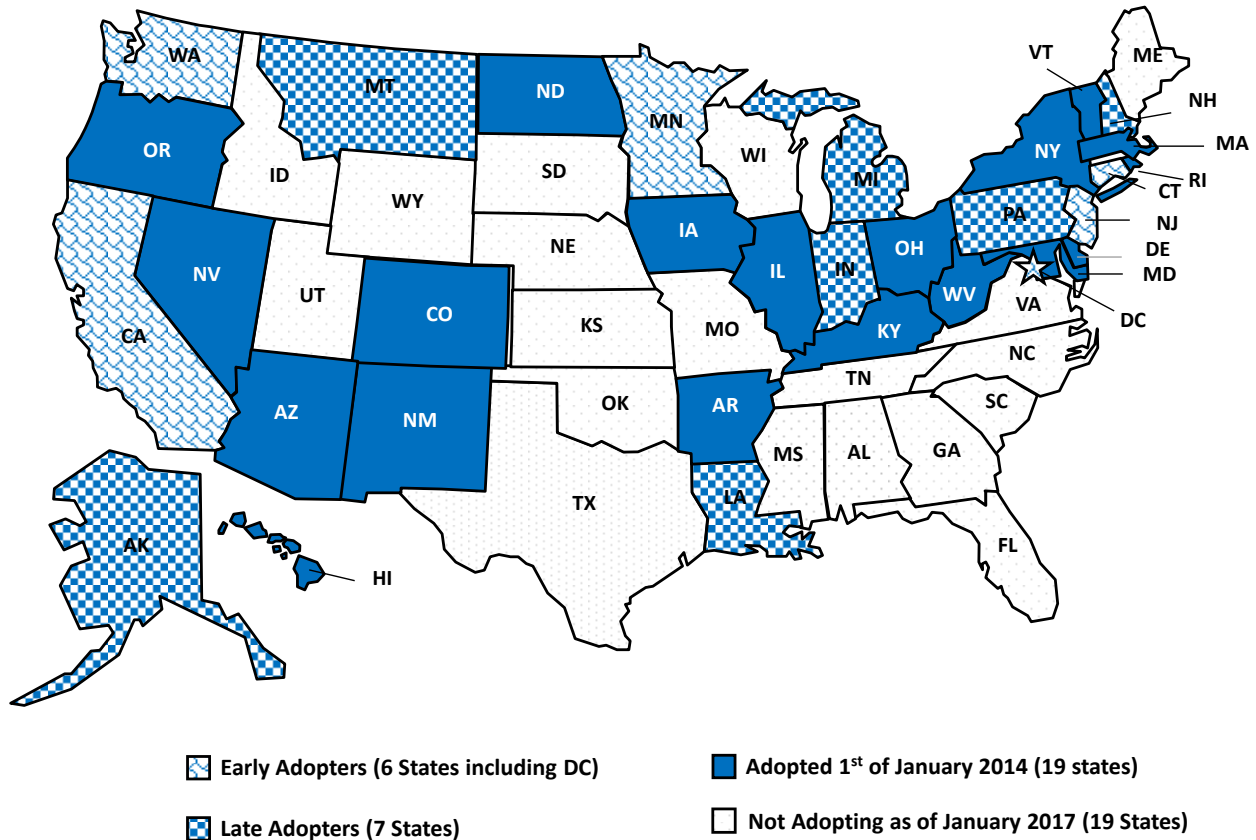 WA
MT
ND
MN
VT
ME
NH
MA
OR
ID
SD
WI
MI
NY
RI
CT
WY
NJ
IA
NE
PA
DE
NV
UT
CO
IL
IN
OH
MD
WV
VA
DC
CA
KS
MO
KY
NC
TN
AZ
NM
OK
AR
SC
MS
AL
GA
TX
LA
FL
AK
HI
Early Adopters (6 States including DC)
Adopted 1st of January 2014 (19 states)
Late Adopters (7 States)
Not Adopting as of January 2017 (19 States)